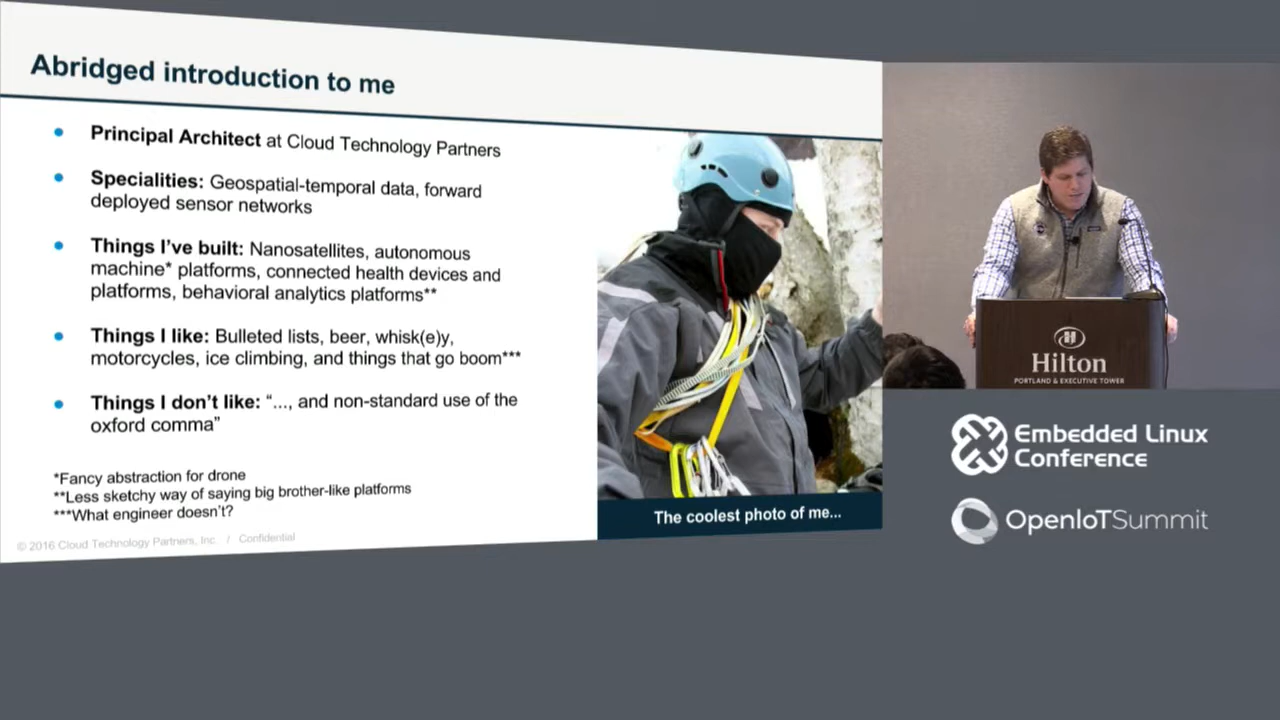 Abridged introduction to me
Principal Architect at Cloud Technology Partners
Specialities: Geospatial-temporal data, forward
deployed sensor networks
Things I've built: Nanosatellites, autonomous
machine* platforms, connected health devices and
platforms, behavioral analytics platforms**
Things I like: Bulleted lists, beer, whisk(e)y,
motorcycles, ice climbing, and things that go boom***
Things I don't like: “..., and non-standard use of the
oxford comma”
*Fancy abstraction for drone
**Less sketchy way of saying big brother-like platforms
***What engineer doesn't?
© 2016 Cloud Technology Partners, Inc. / Confidential
The coolest photo of me...
H
Hilton
PORTLAND & EXECUTIVE TOWER
Embedded Linux
Conference
OpenIoTSummit